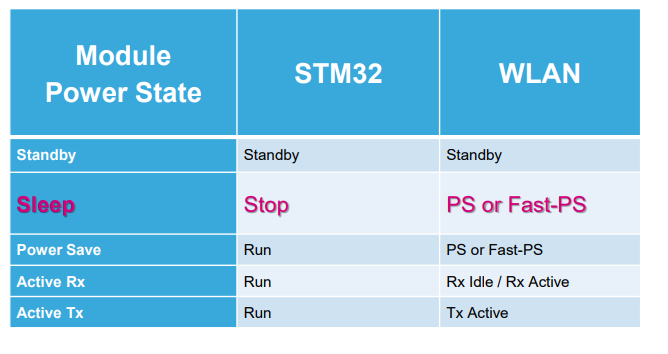 Module
Power State
STM32
WLAN
Standby
Standby
Standby
Sleep
Stop
PS or Fast-PS
Power Save
Run
PS or Fast-PS
Active Rx
Run
Rx Idle / Rx Active
Active Tx
Run
Tx Active